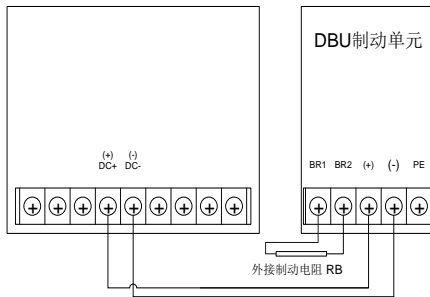 DBU制动单元
(+) (-)
DC+ DC-
BR1 BR2 (+) (-) PE
外接制动电阻 RB